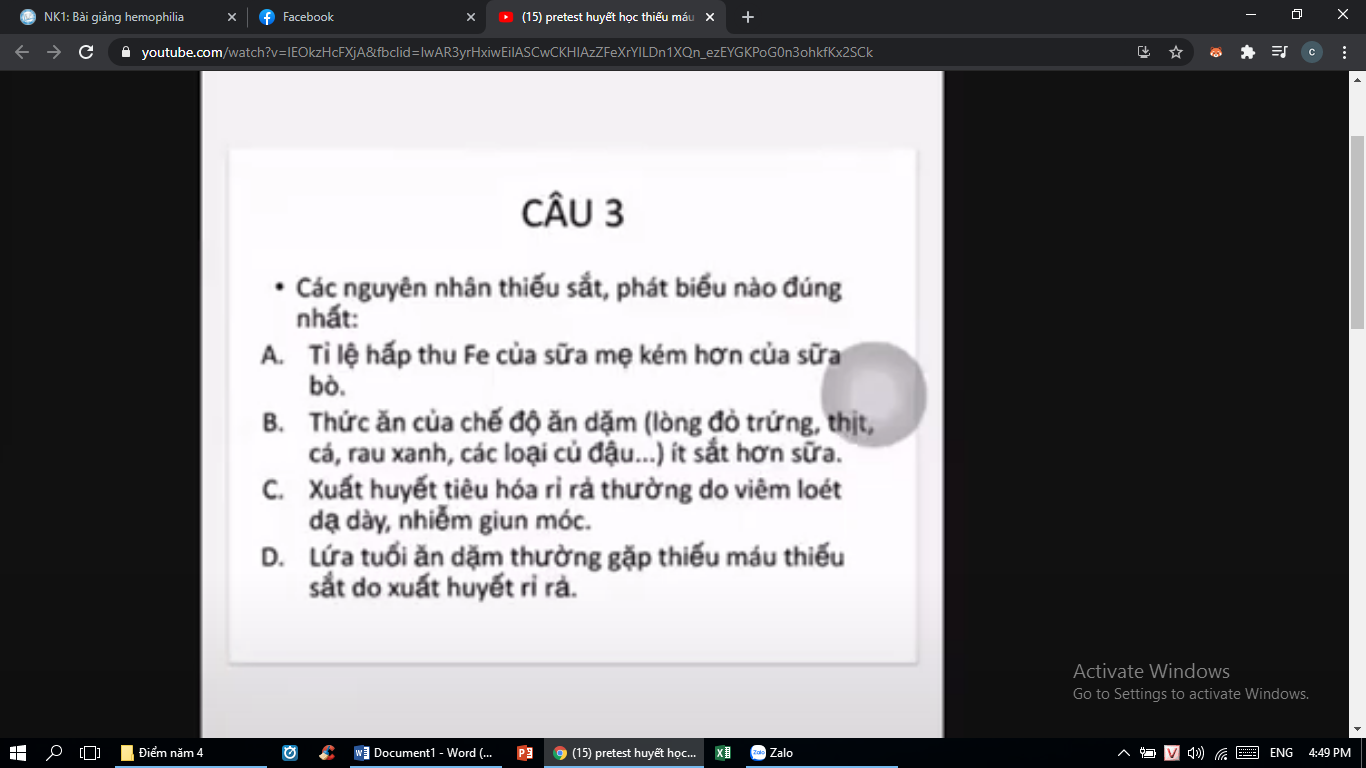 NK1: Bài giảng hemophilia
Facebook
(15) pretest huyết học thiếu máu
youtube.com/watch?v=IEOkzHcFXjA&fbclid=IwAR3yrHxiwEilASCwCKHIAzZFeXrYILDn1XQn_ezEYGKPoG0n3ohkfKx2SCk
c
CÂU 3
• Các nguyên nhân thiếu sắt, phát biểu nào đúng
nhất:
A. Tỉ lệ hấp thu Fe của sữa mẹ kém hơn của sữa
bò.
B. Thức ăn của chế độ ăn dặm (lòng đỏ trứng, thịt,
cá, rau xanh, các loại củ đậu...) ít sắt hơn sữa.
C. Xuất huyết tiêu hóa rỉ rả thường do viêm loét
dạ dày, nhiễm giun móc.
D. Lứa tuổi ăn dặm thường gặp thiếu máu thiếu
sắt do xuất huyết rỉ rả.
Activate Windows
Go to Settings to activate Windows.
Điểm năm 4
Document1 - Word (...
(15) pretest huyết học...
Zalo
ENG
4:49 PM